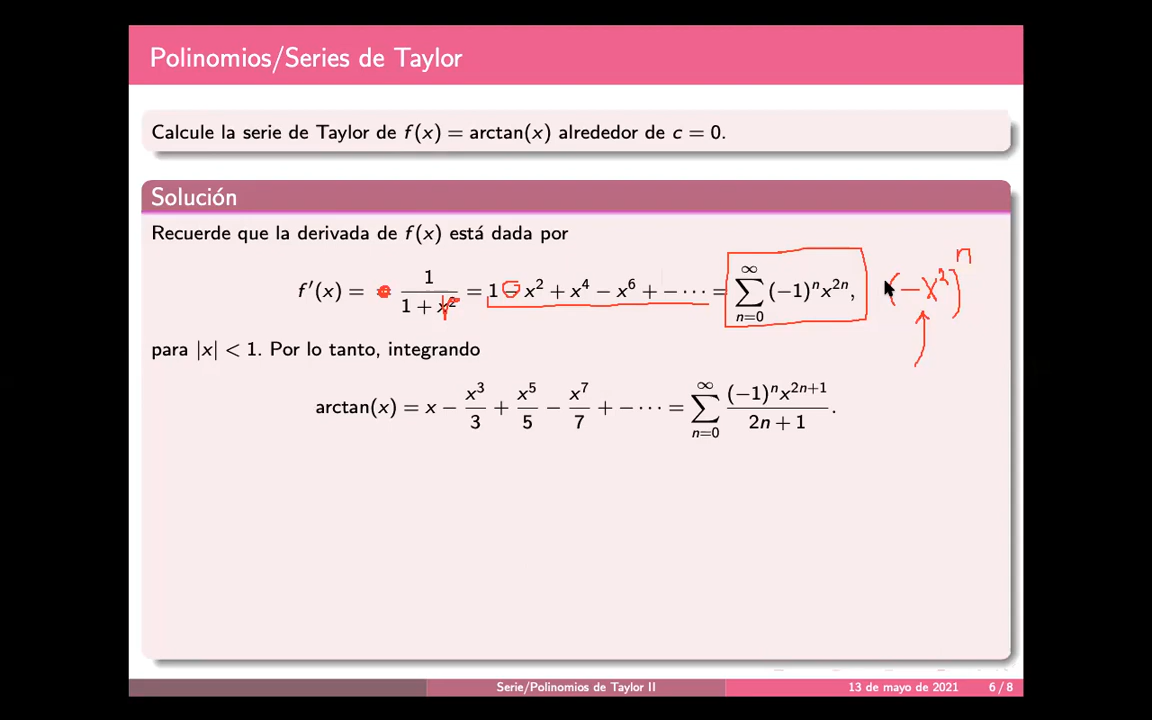 Polinomios/Series de Taylor
Calcule la serie de Taylor de f(x) = arctan(x) alrededor de c = 0.
Solución
Recuerde que la derivada de f(x) está dada por
f′(x) = 1/(1 + x²) = 1 − x² + x⁴ − x⁶ + − ⋯ = ∑_{n=0}^{∞} (−1)ⁿx²ⁿ, (−x²)ⁿ
para |x| < 1. Por lo tanto, integrando
arctan(x) = x − x³/3 + x⁵/5 − x⁷/7 + − ⋯ = ∑_{n=0}^{∞} (−1)ⁿx²ⁿ⁺¹/(2n + 1).
Serie/Polinomios de Taylor II 13 de mayo de 2021 6 / 8